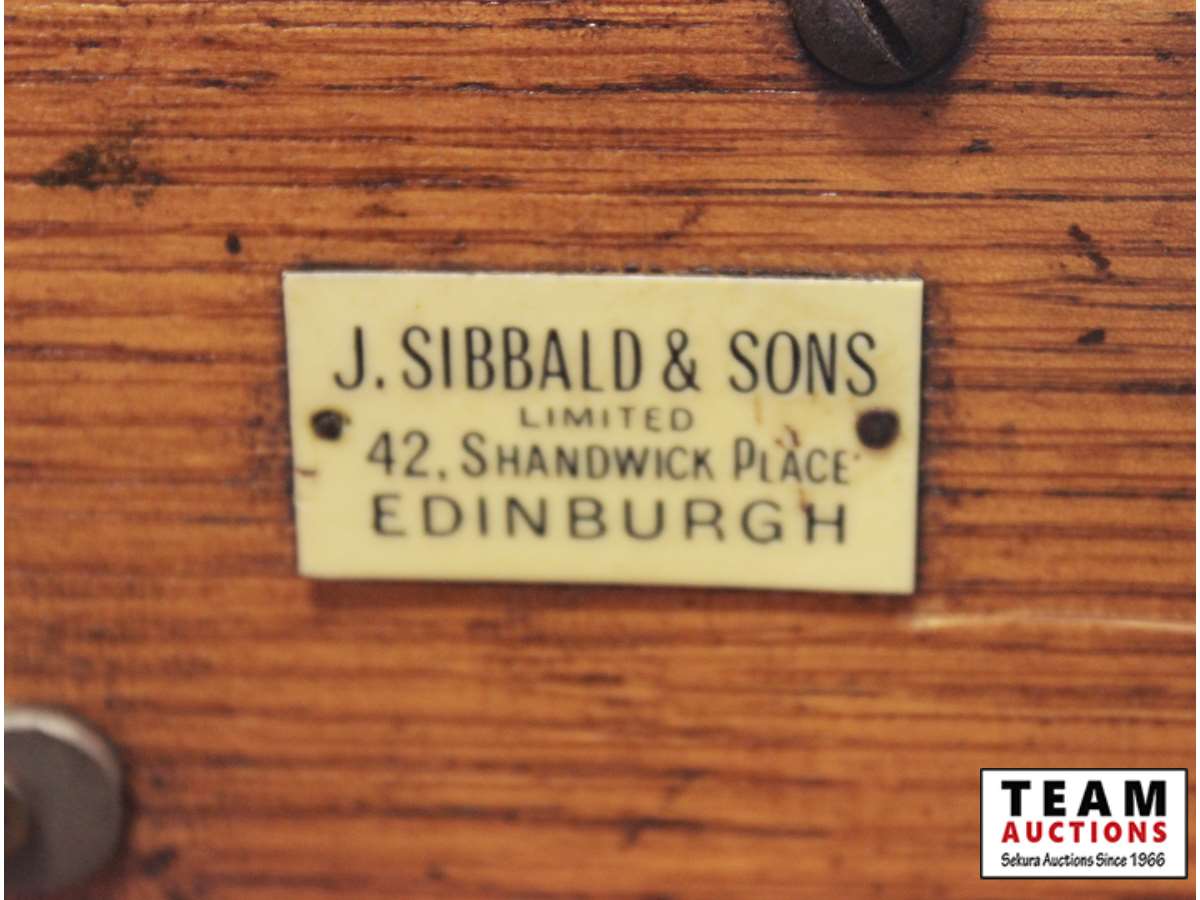 J. SIBBALD & SONS
LIMITED
42, SHANDWICK PLACE
EDINBURGH
TEAM
AUCTIONS
Sekura Auctions Since 1966